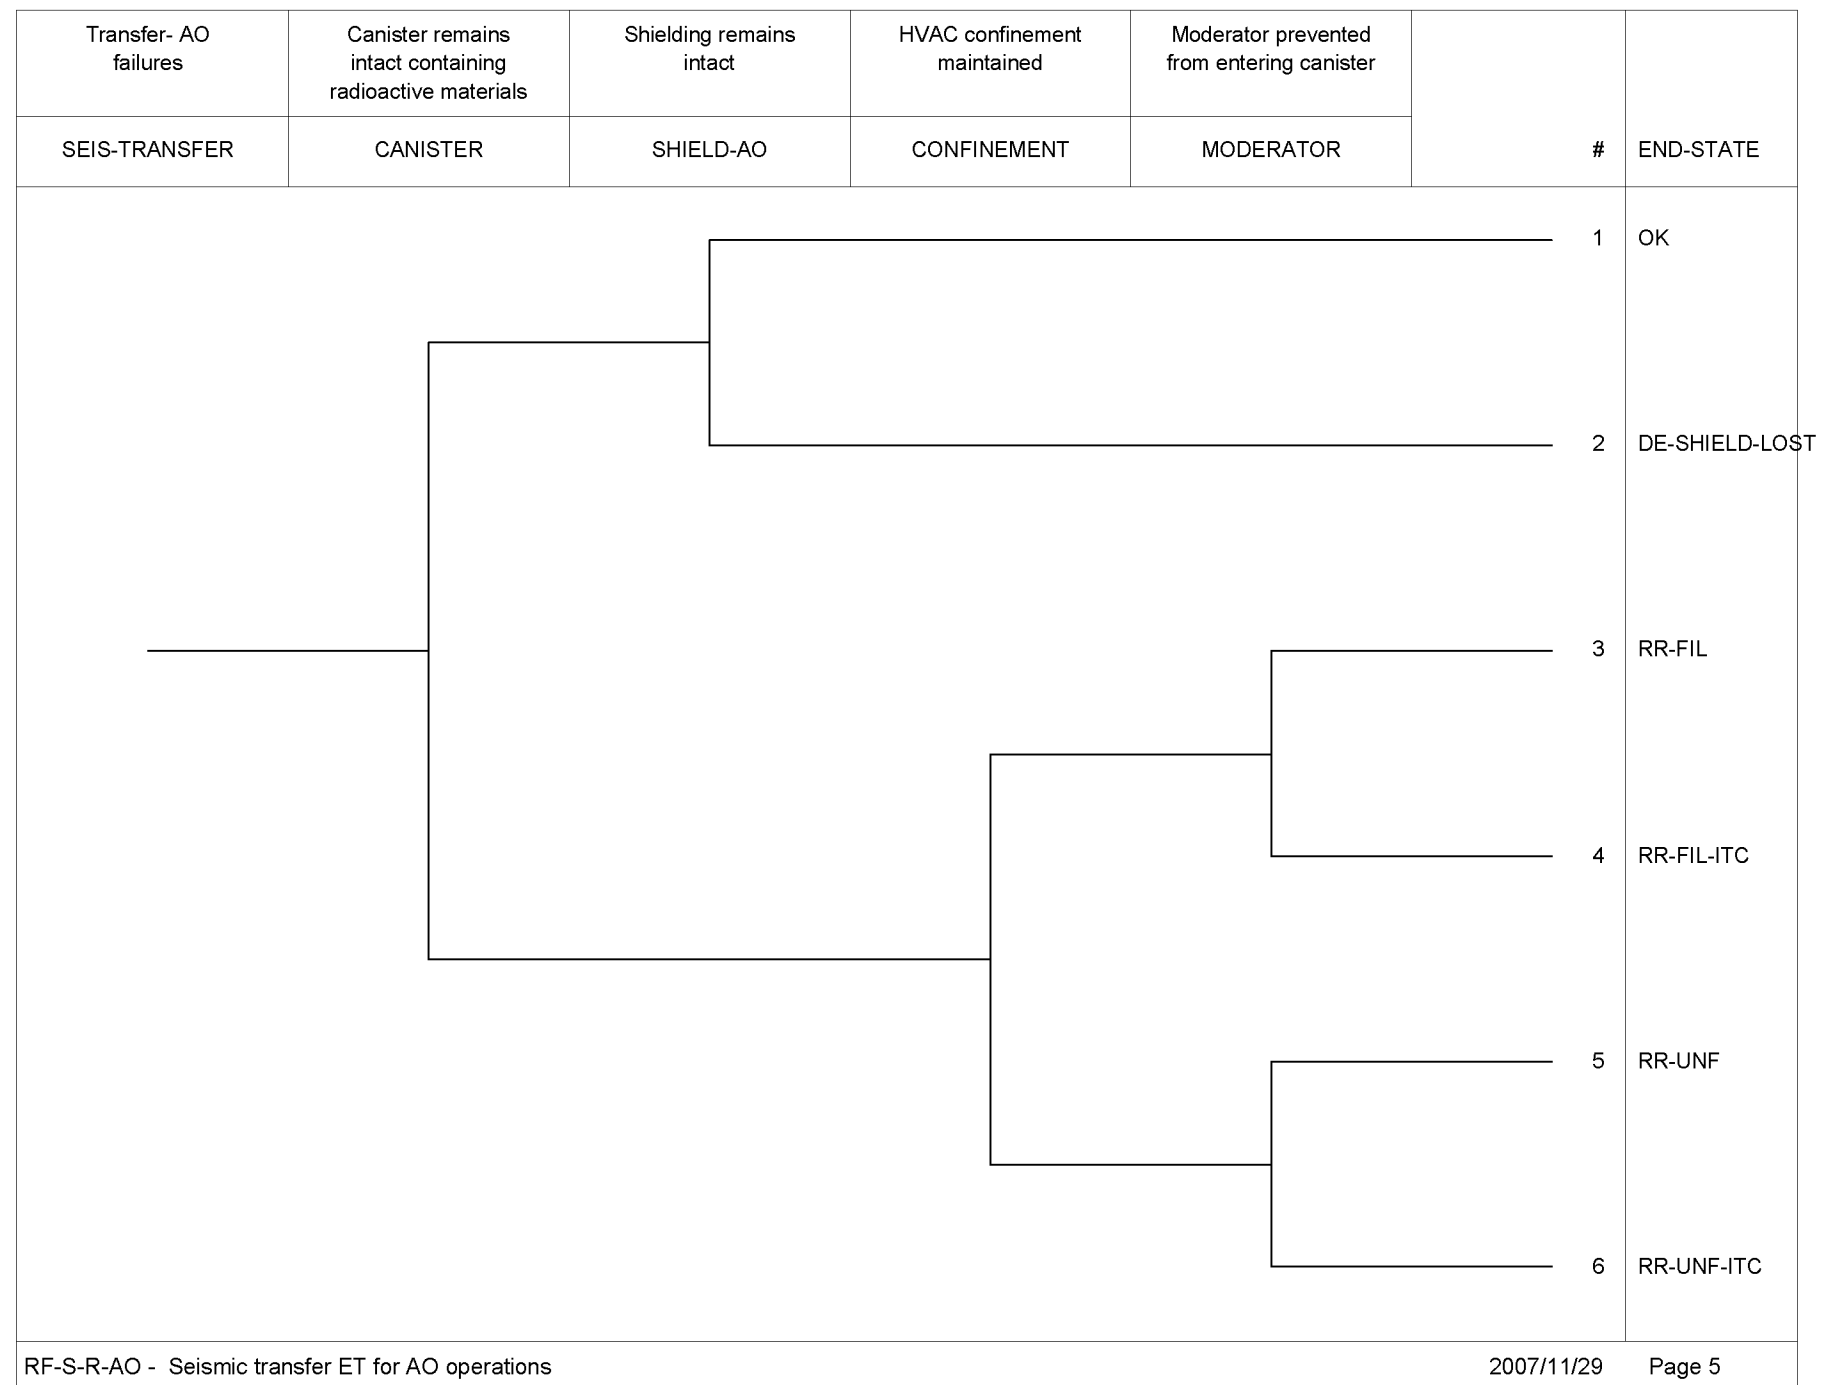 Transfer- AO
failures
Canister remains
intact containing
radioactive materials
Shielding remains
intact
HVAC confinement
maintained
Moderator prevented
from entering canister
SEIS-TRANSFER
CANISTER
SHIELD-AO
CONFINEMENT
MODERATOR
#
END-STATE
1 OK
2 DE-SHIELD-LOST
3 RR-FIL
4 RR-FIL-ITC
5 RR-UNF
6 RR-UNF-ITC
RF-S-R-AO - Seismic transfer ET for AO operations
2007/11/29
Page 5